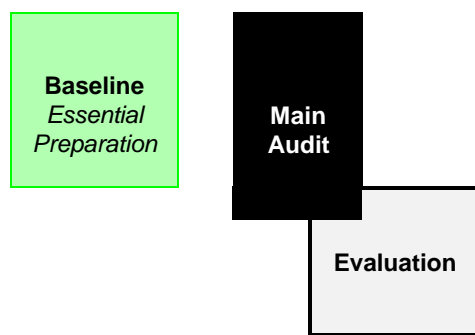 Baseline
Essential
Preparation
Main
Audit
Evaluation